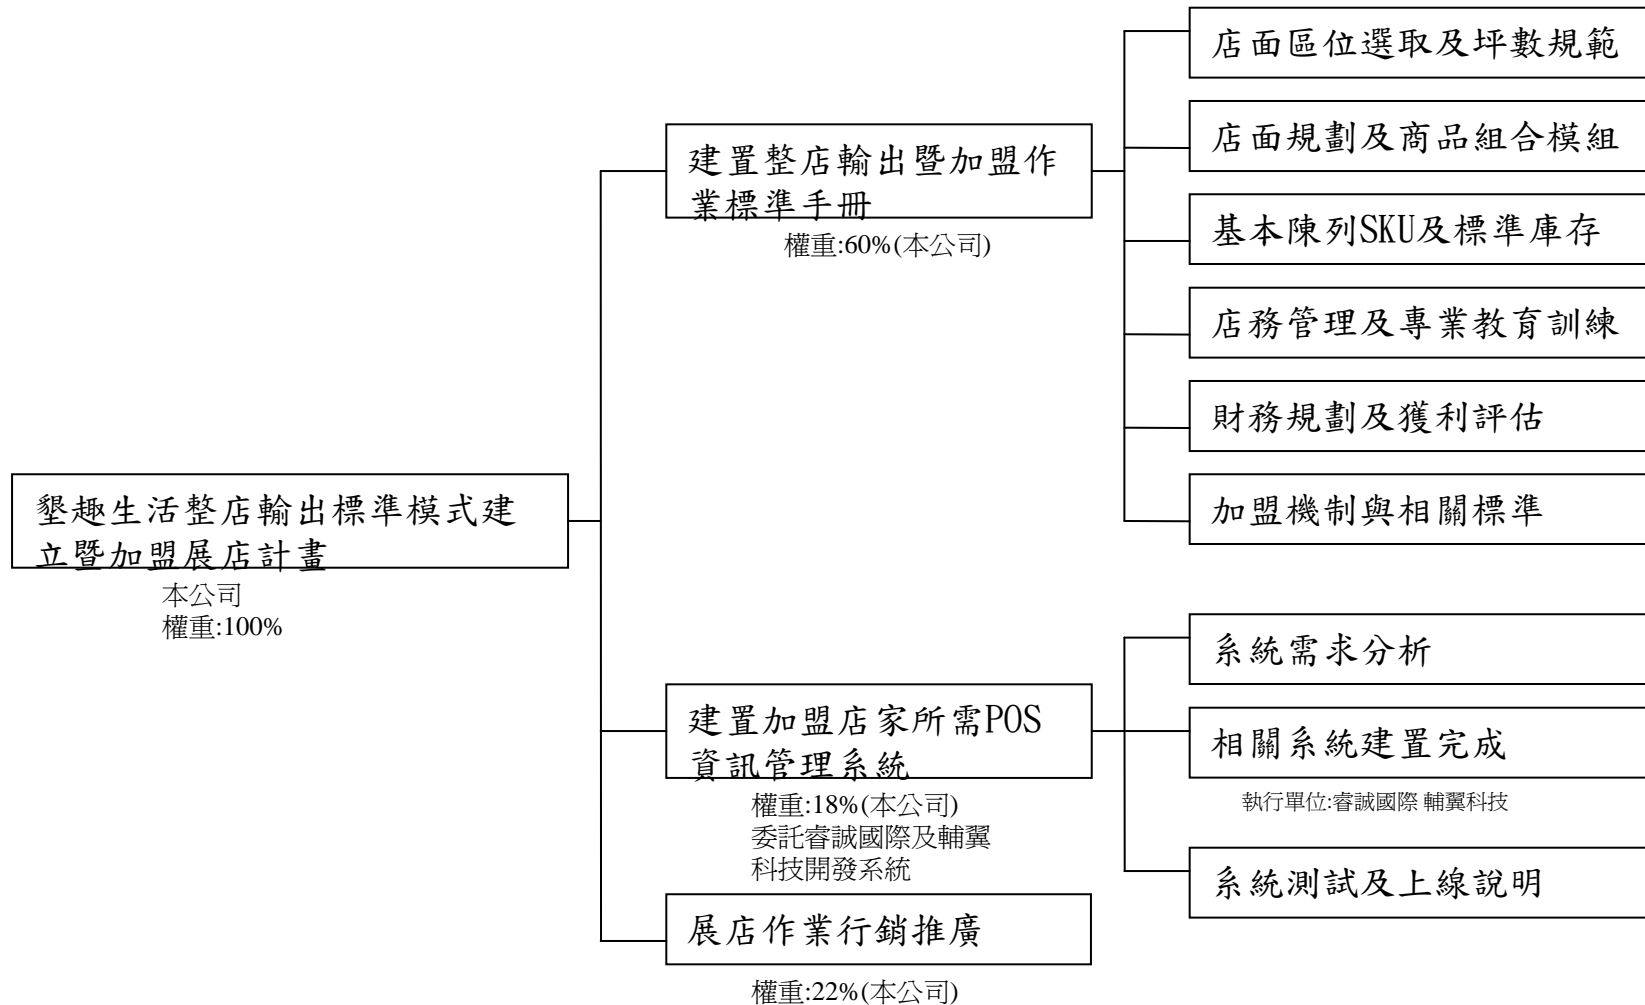 墾趣生活整店輸出標準模式建
立暨加盟展店計畫
本公司
權重:100%
建置整店輸出暨加盟作
業標準手冊
權重:60%(本公司)
店面區位選取及坪數規範
店面規劃及商品組合模組
基本陳列SKU及標準庫存
店務管理及專業教育訓練
財務規劃及獲利評估
加盟機制與相關標準
建置加盟店家所需POS
資訊管理系統
權重:18%(本公司)
委託睿誠國際及輔翼
科技開發系統
系統需求分析
相關系統建置完成
執行單位:睿誠國際 輔翼科技
系統測試及上線說明
展店作業行銷推廣
權重:22%(本公司)